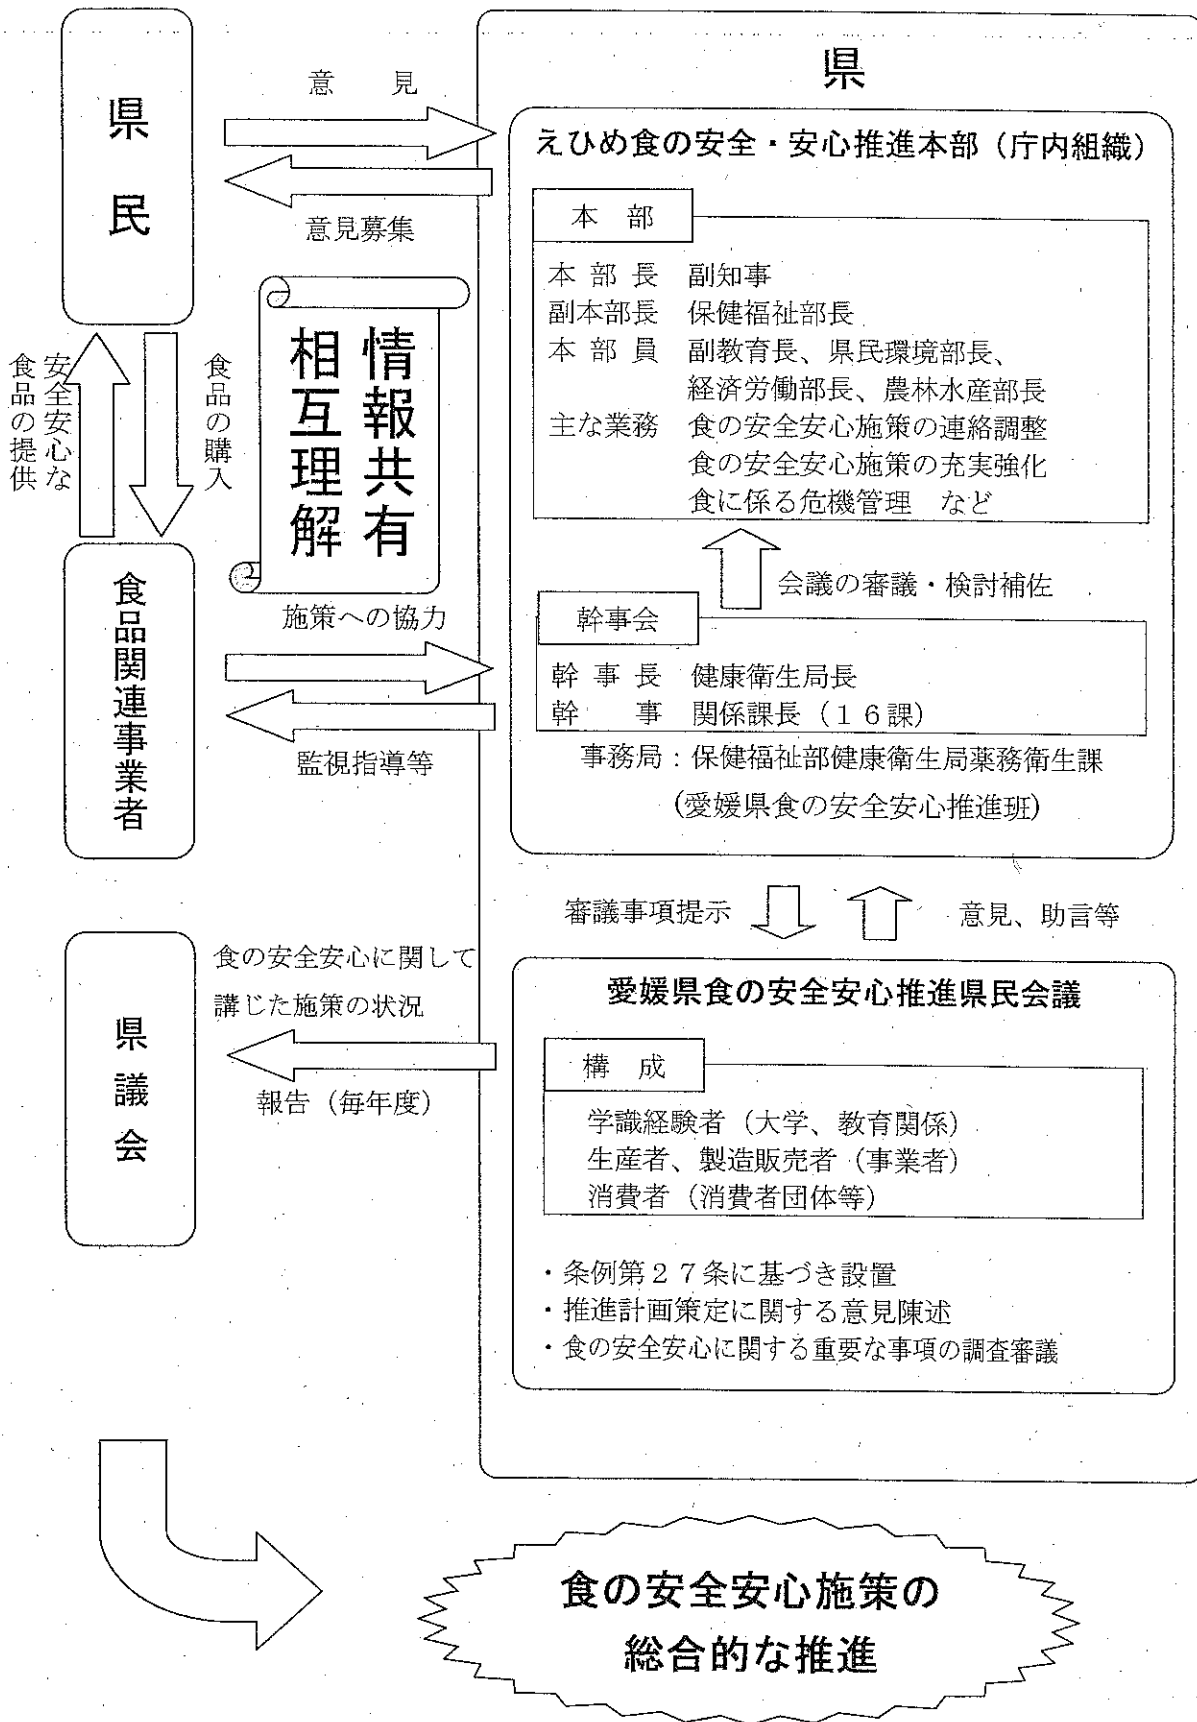 県民
意　見
意見募集
安全安心な
食品の提供
食品の購入
情報共有
相互理解
食品関連事業者
施策への協力
監視指導等
県議会
食の安全安心に関して
講じた施策の状況
報告（毎年度）
県
えひめ食の安全・安心推進本部（庁内組織）
本　部
本 部 長　副知事
副本部長　保健福祉部長
本 部 員　副教育長、県民環境部長、
経済労働部長、農林水産部長
主な業務　食の安全安心施策の連絡調整
食の安全安心施策の充実強化
食に係る危機管理　など
会議の審議・検討補佐
幹事会
幹 事 長　健康衛生局長
幹　　事　関係課長（１６課）
事務局：保健福祉部健康衛生局薬務衛生課
(愛媛県食の安全安心推進班)
審議事項提示
意見、助言等
愛媛県食の安全安心推進県民会議
構　成
学識経験者（大学、教育関係）
生産者、製造販売者（事業者）
消費者（消費者団体等）
・条例第２７条に基づき設置
・推進計画策定に関する意見陳述
・食の安全安心に関する重要な事項の調査審議
食の安全安心施策の
総合的な推進